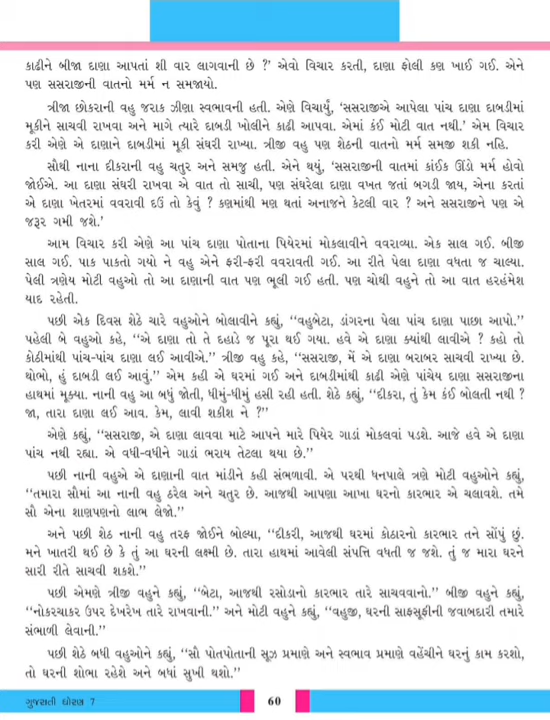 કાઢીને બીજા દાણા આપતાં શી વાર લાગવાની છે ?’ એવો વિચાર કરતી, દાણા ફોલી કણ ખાઈ ગઈ. એને
પણ સસરાજીની વાતનો મર્મ ન સમજાયો.
ત્રીજા છોકરાની વહુ જરાક ઝીણા સ્વભાવની હતી. એણે વિચાર્યું, ‘સસરાજીએ આપેલા પાંચ દાણા દાબડીમાં
મૂકીને સાચવી રાખવા અને માગે ત્યારે દાબડી ખોલીને કાઢી આપવા. એમાં કંઈ મોટી વાત નથી.’ એમ વિચાર
કરી એણે એ દાણાને દાબડીમાં મૂકી સંઘરી રાખ્યા. ત્રીજી વહુ પણ શેઠની વાતનો મર્મ સમજી શકી નહિ.
સૌથી નાના દીકરાની વહુ ચતુર અને સમજુ હતી. એને થયું, ‘સસરાજીની વાતમાં કાંઈક ઊંડો મર્મ હોવો
જોઈએ. આ દાણા સંઘરી રાખવા એ વાત તો સાચી, પણ સંઘરેલા દાણા વખત જતાં બગડી જાય, એના કરતાં
એ દાણા ખેતરમાં વવરાવી દઉં તો કેવું ? કણમાંથી મણ થતાં અનાજને કેટલી વાર ? અને સસરાજીને પણ એ
જરૂર ગમી જશે.’
આમ વિચાર કરી એણે આ પાંચ દાણા પોતાના પિયેરમાં મોકલાવીને વવરાવ્યા. એક સાલ ગઈ. બીજી
સાલ ગઈ. પાક પાકતો ગયો ને વહુ એને ફરી-ફરી વવરાવતી ગઈ. આ રીતે પેલા દાણા વધતા જ ચાલ્યા.
પેલી ત્રણેય મોટી વહુઓ તો આ દાણાની વાત પણ ભૂલી ગઈ હતી. પણ ચોથી વહુને તો આ વાત હરહંમેશ
યાદ રહેતી.
પછી એક દિવસ શેઠે ચારે વહુઓને બોલાવીને કહ્યું, ‘‘વહુબેટા, ડાંગરના પેલા પાંચ દાણા પાછા આપો.’’
પહેલી બે વહુઓ કહે, ‘‘એ દાણા તો તે દહાડે જ પૂરા થઈ ગયા. હવે એ દાણા ક્યાંથી લાવીએ ? કહો તો
કોઠીમાંથી પાંચ-પાંચ દાણા લઈ આવીએ.’’ ત્રીજી વહુ કહે, ‘‘સસરાજી, મેં એ દાણા બરાબર સાચવી રાખ્યા છે.
થોભો, હું દાબડી લઈ આવું.’’ એમ કહી એ ઘરમાં ગઈ અને દાબડીમાંથી કાઢી એણે પાંચેય દાણા સસરાજીના
હાથમાં મૂક્યા. નાની વહુ આ બધું જોતી, ધીમું-ધીમું હસી રહી હતી. શેઠે કહ્યું, ‘‘દીકરા, તું કેમ કંઈ બોલતી નથી ?
જા, તારા દાણા લઈ આવ. કેમ, લાવી શકીશ ને ?’’
એણે કહ્યું, ‘‘સસરાજી, એ દાણા લાવવા માટે આપને મારે પિયેર ગાડાં મોકલવાં પડશે. આજે હવે એ દાણા
પાંચ નથી રહ્યા. એ વધી-વધીને ગાડાં ભરાય તેટલા થયા છે.’’
પછી નાની વહુએ એ દાણાની વાત માંડીને કહી સંભળાવી. એ પરથી ધનપાલે ત્રણે મોટી વહુઓને કહ્યું,
‘‘તમારા સૌમાં આ નાની વહુ ઠરેલ અને ચતુર છે. આજથી આપણા આખા ઘરનો કારભાર એ ચલાવશે. તમે
સૌ એના શાણપણનો લાભ લેજો.’’
અને પછી શેઠ નાની વહુ તરફ જોઈને બોલ્યા, ‘‘દીકરી, આજથી ઘરમાં કોઠારનો કારભાર તને સોંપું છું.
મને ખાતરી થઈ છે કે તું આ ઘરની લક્ષ્મી છે. તારા હાથમાં આવેલી સંપત્તિ વધતી જ જશે. તું જ મારા ઘરને
સારી રીતે સાચવી શકશે.’’
પછી એમણે ત્રીજી વહુને કહ્યું, ‘‘બેટા, આજથી રસોડાનો કારભાર તારે સાચવવાનો.’’ બીજી વહુને કહ્યું,
‘‘નોકરચાકર ઉપર દેખરેખ તારે રાખવાની.’’ અને મોટી વહુને કહ્યું, ‘‘વહુજી, ઘરની સાફસૂફીની જવાબદારી તમારે
સંભાળી લેવાની.’’
પછી શેઠે બધી વહુઓને કહ્યું, ‘‘સૌ પોતપોતાની સૂઝ પ્રમાણે અને સ્વભાવ પ્રમાણે વહેંચીને ઘરનું કામ કરશો,
તો ઘરની શોભા રહેશે અને બધાં સુખી થશો.’’
ગુજરાતી ધોરણ 7
60